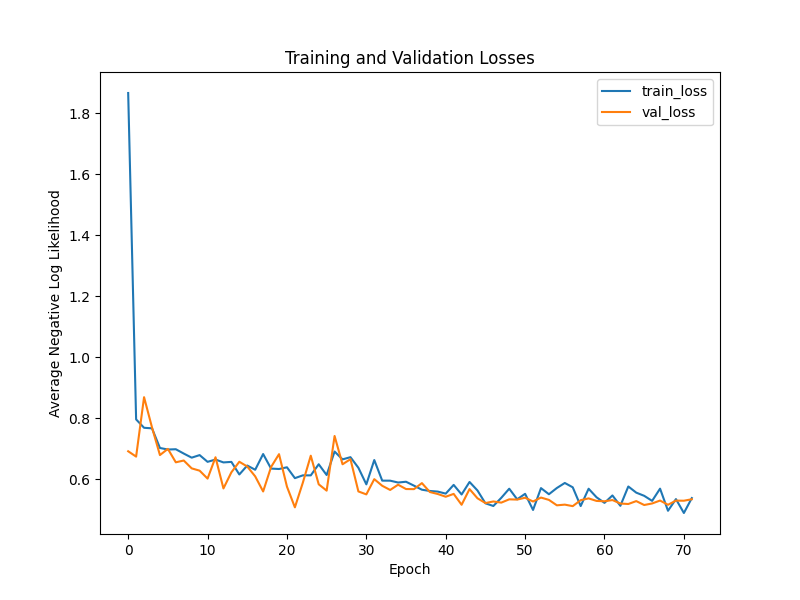 Training and Validation Losses
train_loss
val_loss
1.8
1.6
1.4
1.2
1.0
0.8
0.6
Average Negative Log Likelihood
0 10 20 30 40 50 60 70
Epoch